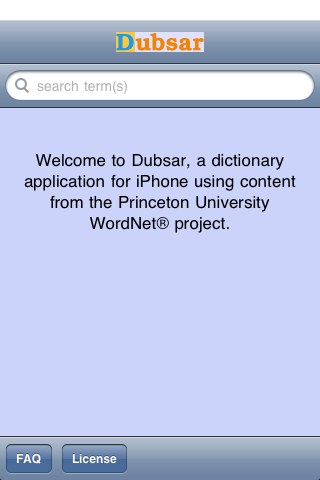 Dubsar
search term(s)
Welcome to Dubsar, a dictionary
application for iPhone using content
from the Princeton University
WordNet® project.
FAQ License